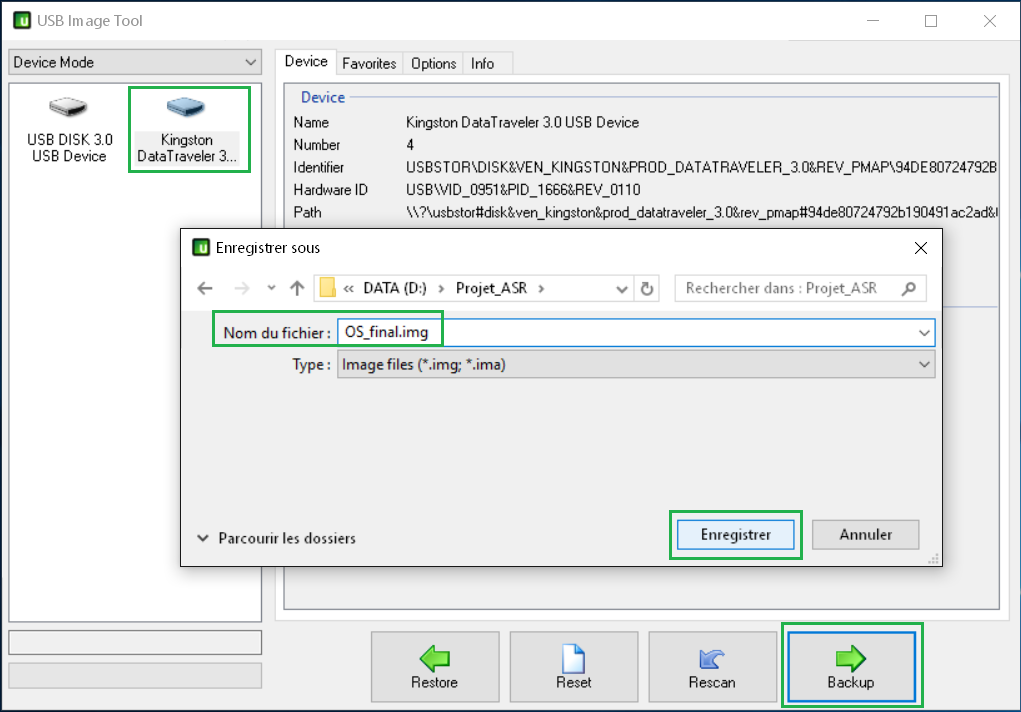 USB Image Tool
Device Mode
USB DISK 3.0
USB Device
Kingston
DataTraveler 3...
Device Favorites Options Info
Device
Name Kingston DataTraveler 3.0 USB Device
Number 4
Identifier USBSTOR\DISK&VEN_KINGSTON&PROD_DATATRAVELER_3.0&REV_PMAP\94DE80724792B
Hardware ID USB\VID_0951&PID_1666&REV_0110
Path \\?\usbstor#disk&ven_kingston&prod_datatraveler_3.0&rev_pmap#94de80724792b190491ac2ad&
Enregistrer sous
« DATA (D:) › Projet_ASR ›
Rechercher dans : Projet_ASR
Nom du fichier : OS_final.img
Type : Image files (*.img; *.ima)
Parcourir les dossiers
Enregistrer
Annuler
Restore
Reset
Rescan
Backup